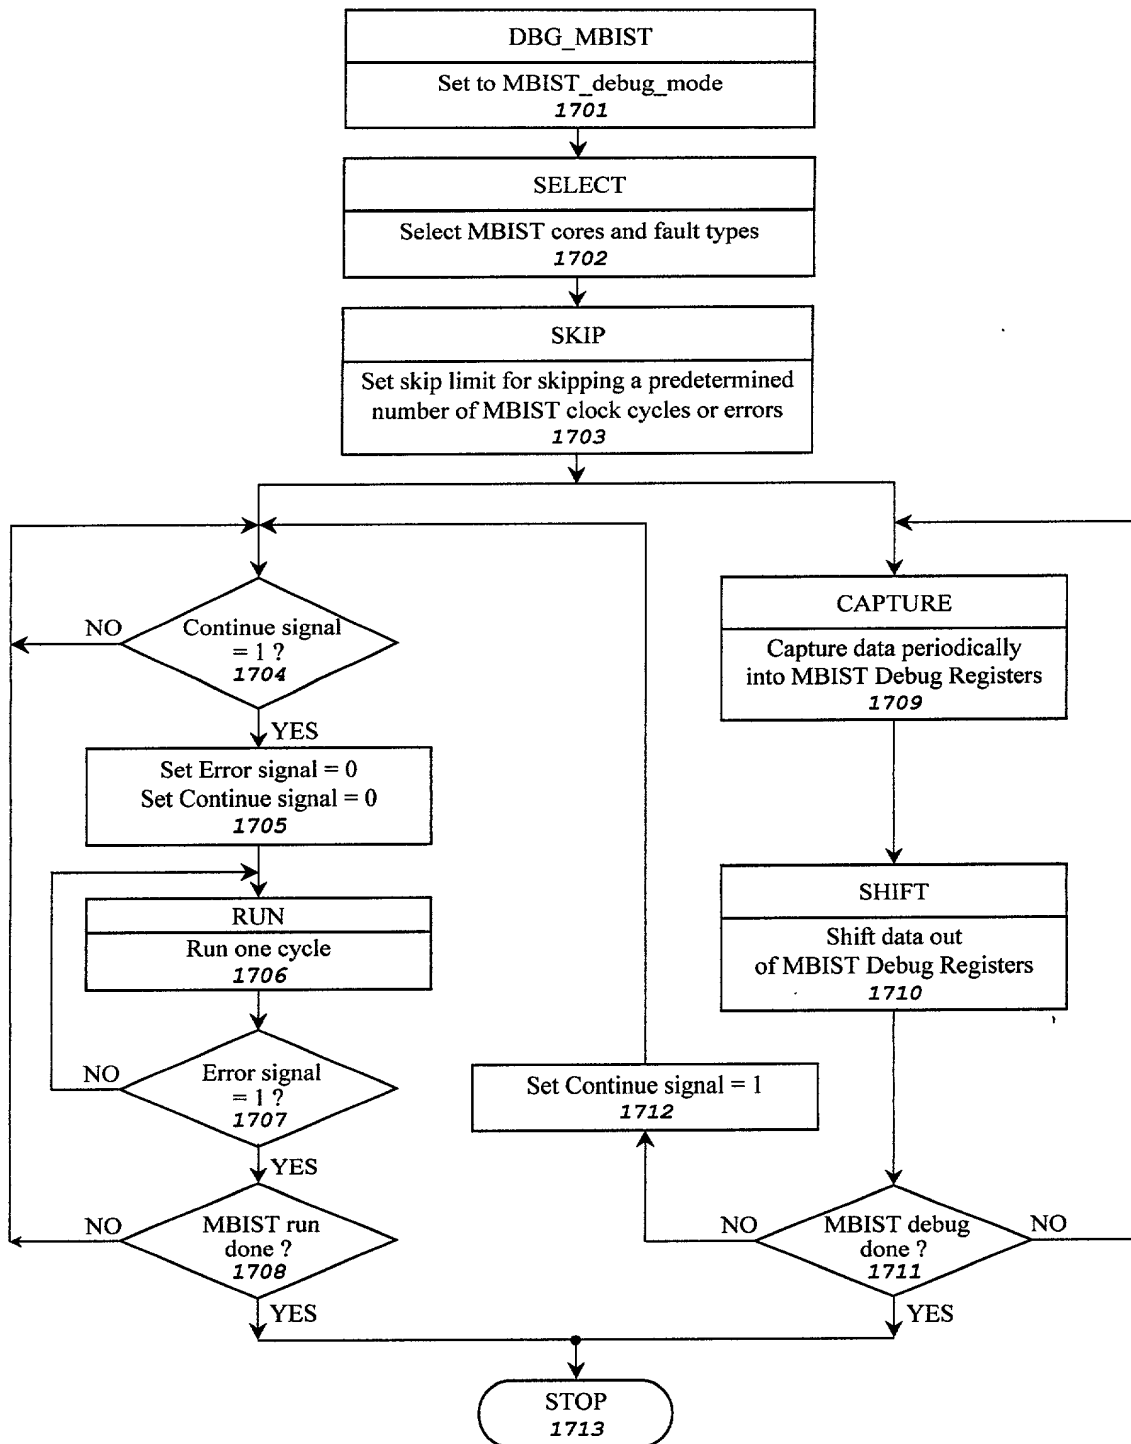 DBG_MBIST
Set to MBIST_debug_mode
1701
SELECT
Select MBIST cores and fault types
1702
SKIP
Set skip limit for skipping a predetermined
number of MBIST clock cycles or errors
1703
NO
Continue signal
= 1 ?
1704
YES
Set Error signal = 0
Set Continue signal = 0
1705
RUN
Run one cycle
1706
NO
Error signal
= 1 ?
1707
YES
NO
MBIST run
done ?
1708
YES
CAPTURE
Capture data periodically
into MBIST Debug Registers
1709
SHIFT
Shift data out
of MBIST Debug Registers
1710
Set Continue signal = 1
1712
NO
MBIST debug
done ?
1711
NO
YES
STOP
1713